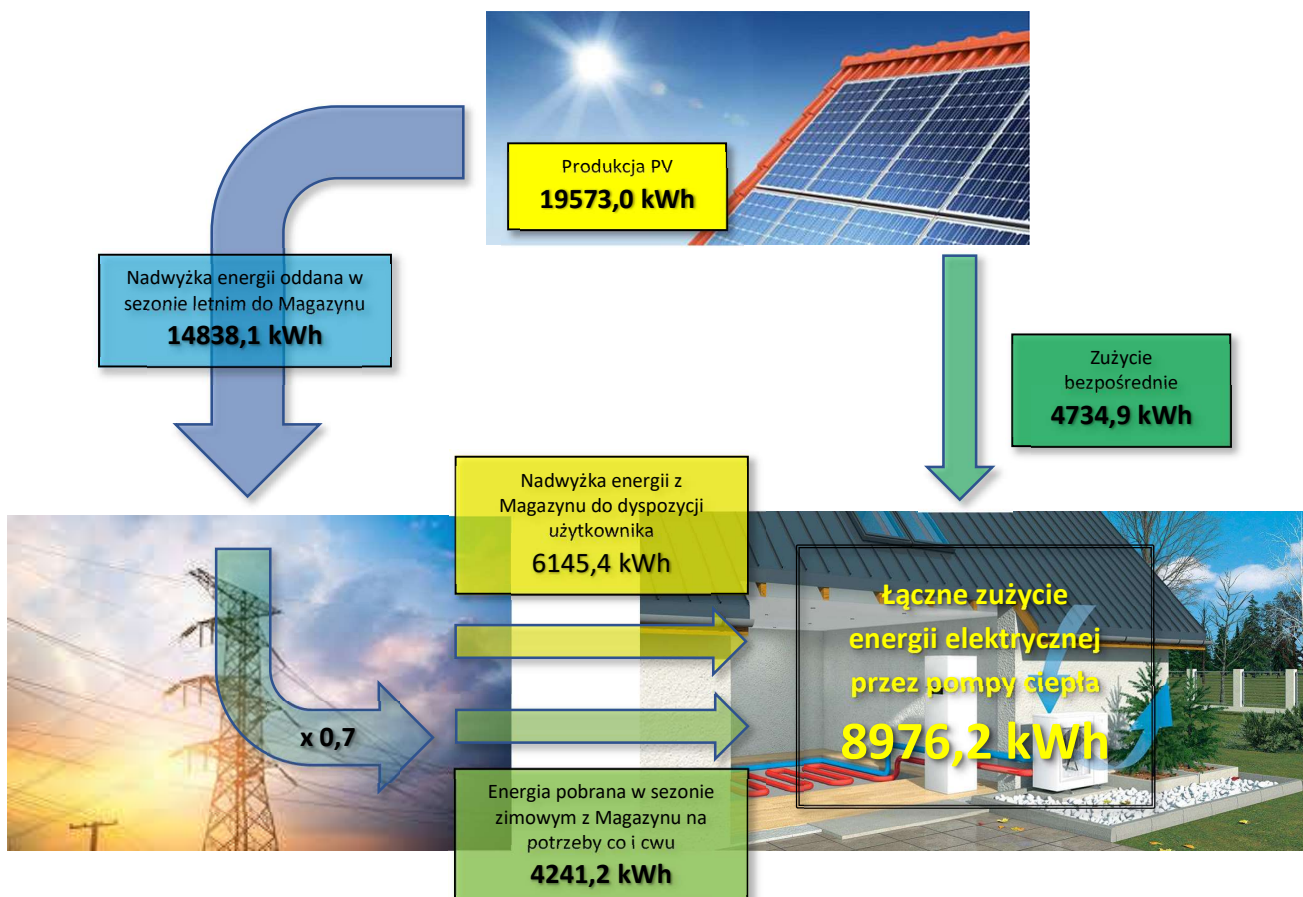 Produkcja PV
19573,0 kWh
Nadwyżka energii oddana w
sezonie letnim do Magazynu
14838,1 kWh
Zużycie
bezpośrednie
4734,9 kWh
Nadwyżka energii z
Magazynu do dyspozycji
użytkownika
6145,4 kWh
Łączne zużycie
energii elektrycznej
przez pompy ciepła
8976,2 kWh
x 0,7
Energia pobrana w sezonie
zimowym z Magazynu na
potrzeby co i cwu
4241,2 kWh